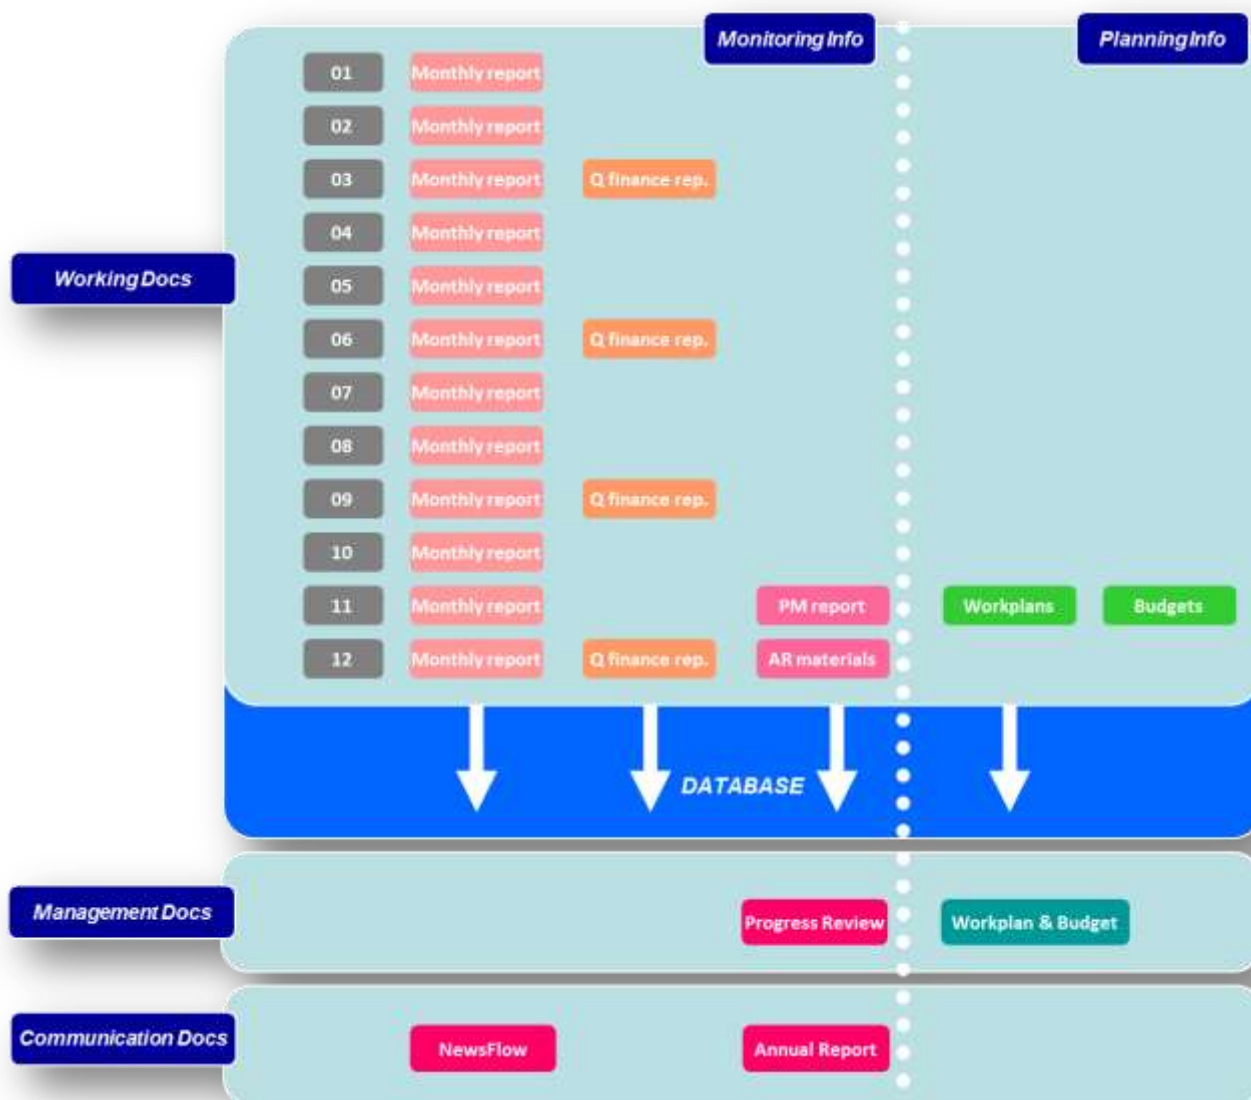 Monitoring Info
Planning Info
01 Monthly report
02 Monthly report
03 Monthly report Q finance rep.
04 Monthly report
Working Docs
05 Monthly report
06 Monthly report Q finance rep.
07 Monthly report
08 Monthly report
09 Monthly report Q finance rep.
10 Monthly report
11 Monthly report PM report Workplans Budgets
12 Monthly report Q finance rep. AR materials
DATABASE
Management Docs
Progress Review Workplan & Budget
Communication Docs
NewsFlow Annual Report